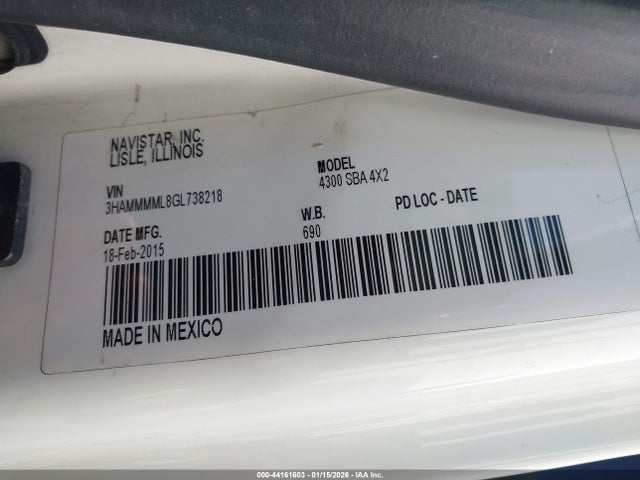 NAVISTAR, INC.
LISLE, ILLINOIS
VIN
3HAMMMML8GL738218
MODEL
4300 SBA 4X2
DATE MFG.
18-Feb-2015
W.B.
690
PD LOC - DATE
MADE IN MEXICO
000-44161603 - 01/15/2026 - IAA Inc.